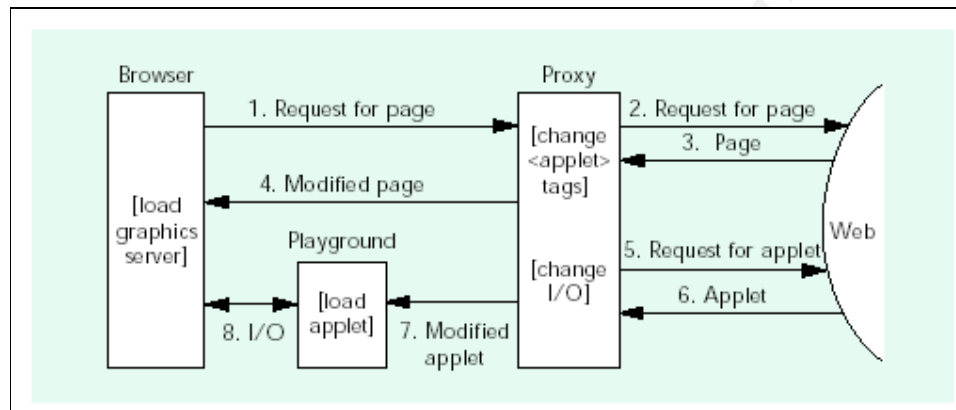 Browser
Proxy
1. Request for page
2. Request for page
3. Page
[change
<applet>
tags]
4. Modified page
[load
graphics
server]
Playground
Web
5. Request for applet
[change
I/O]
6. Applet
[load
applet]
8. I/O
7. Modified
applet